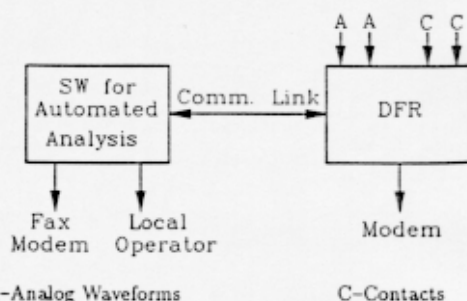 A A C C
SW for
Automated
Analysis
Comm. Link
DFR
Fax
Modem
Local
Operator
Modem
-Analog Waveforms
C-Contacts